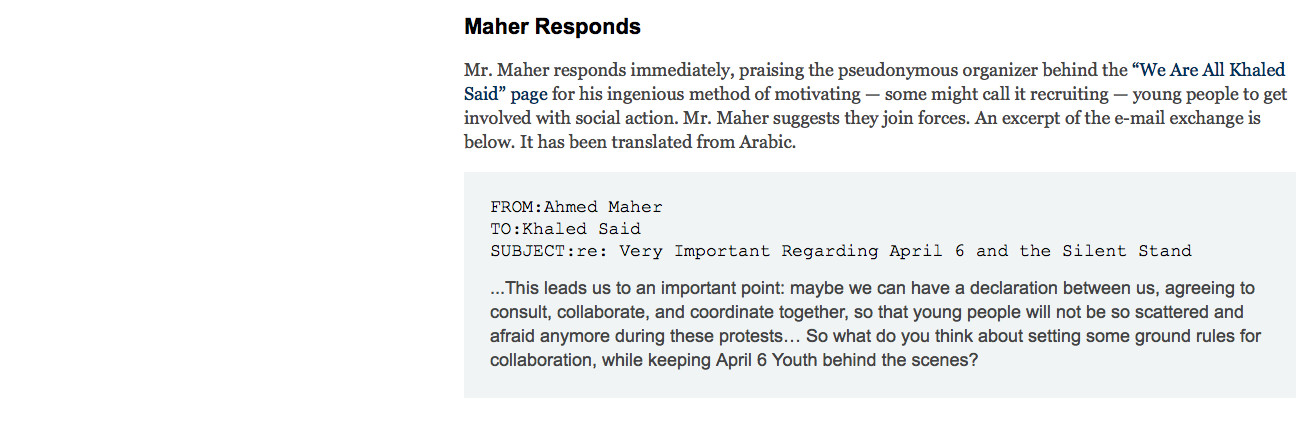 Maher Responds
Mr. Maher responds immediately, praising the pseudonymous organizer behind the “We Are All Khaled
Said” page for his ingenious method of motivating — some might call it recruiting — young people to get
involved with social action. Mr. Maher suggests they join forces. An excerpt of the e-mail exchange is
below. It has been translated from Arabic.
FROM:Ahmed Maher
TO:Khaled Said
SUBJECT:re: Very Important Regarding April 6 and the Silent Stand
...This leads us to an important point: maybe we can have a declaration between us, agreeing to
consult, collaborate, and coordinate together, so that young people will not be so scattered and
afraid anymore during these protests… So what do you think about setting some ground rules for
collaboration, while keeping April 6 Youth behind the scenes?